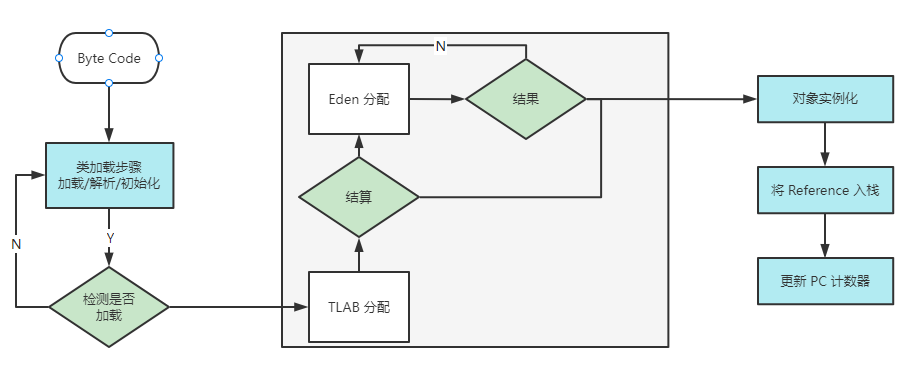 Byte Code
类加载步骤
加载/解析/初始化
Y
N
检测是否
加载
TLAB 分配
结算
Eden 分配
N
结果
对象实例化
将 Reference 入栈
更新 PC 计数器